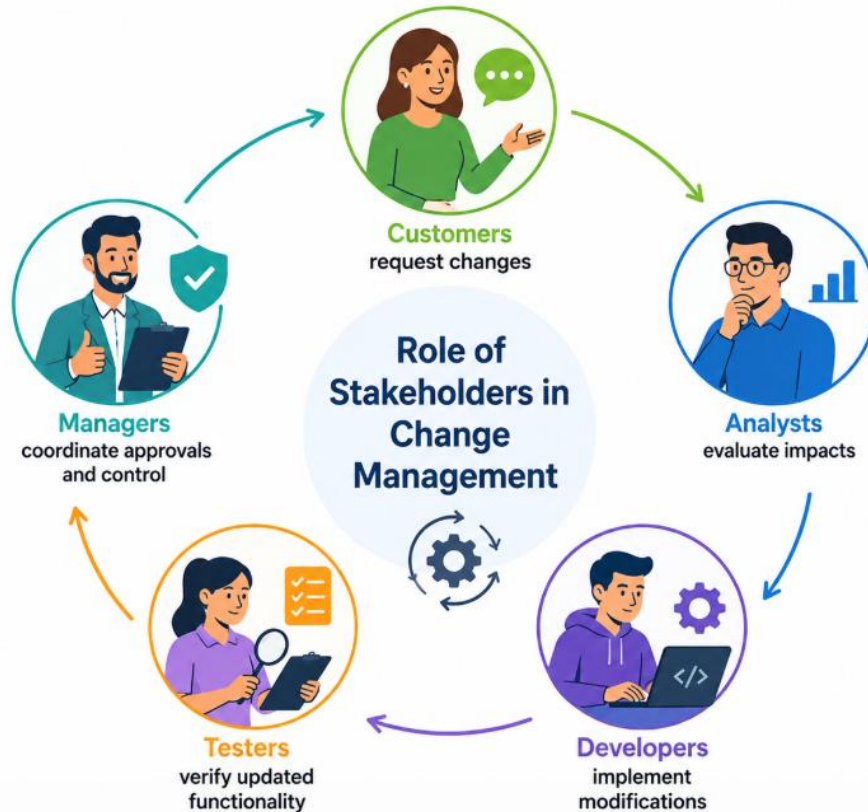 Customers
request changes
Role of
Stakeholders in
Change
Management
Managers
coordinate approvals
and control
Analysts
evaluate impacts
</>
Testers
verify updated
functionality
Developers
implement
modifications